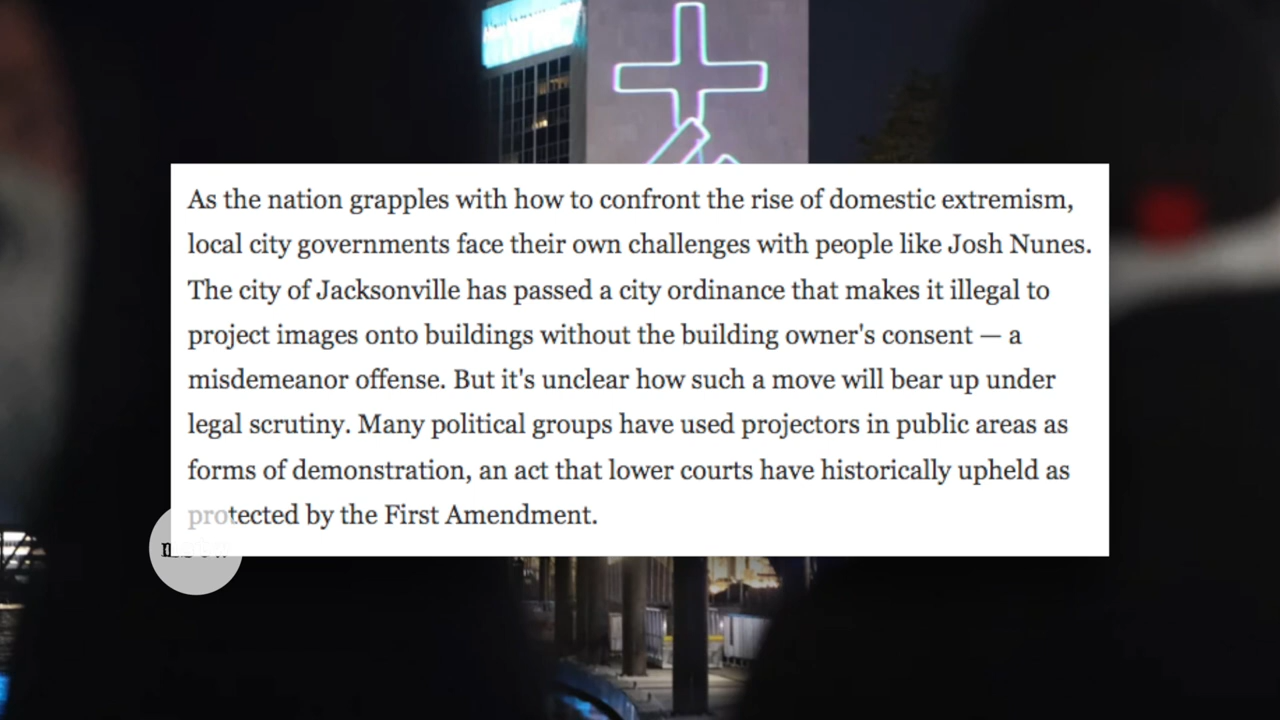 As the nation grapples with how to confront the rise of domestic extremism,
local city governments face their own challenges with people like Josh Nunes.
The city of Jacksonville has passed a city ordinance that makes it illegal to
project images onto buildings without the building owner's consent — a
misdemeanor offense. But it's unclear how such a move will bear up under
legal scrutiny. Many political groups have used projectors in public areas as
forms of demonstration, an act that lower courts have historically upheld as
protected by the First Amendment.